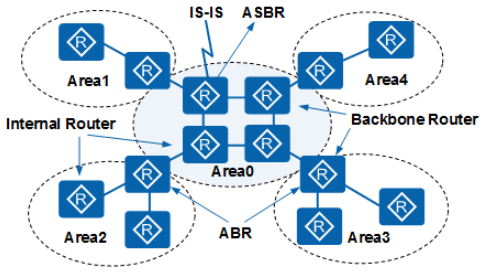 IS-IS
ASBR
R
R
R
R
Area1
R
R
Area4
Internal Router
R
R
Backbone Router
Area0
R
R
R
ABR
R
R
R
Area2
Area3